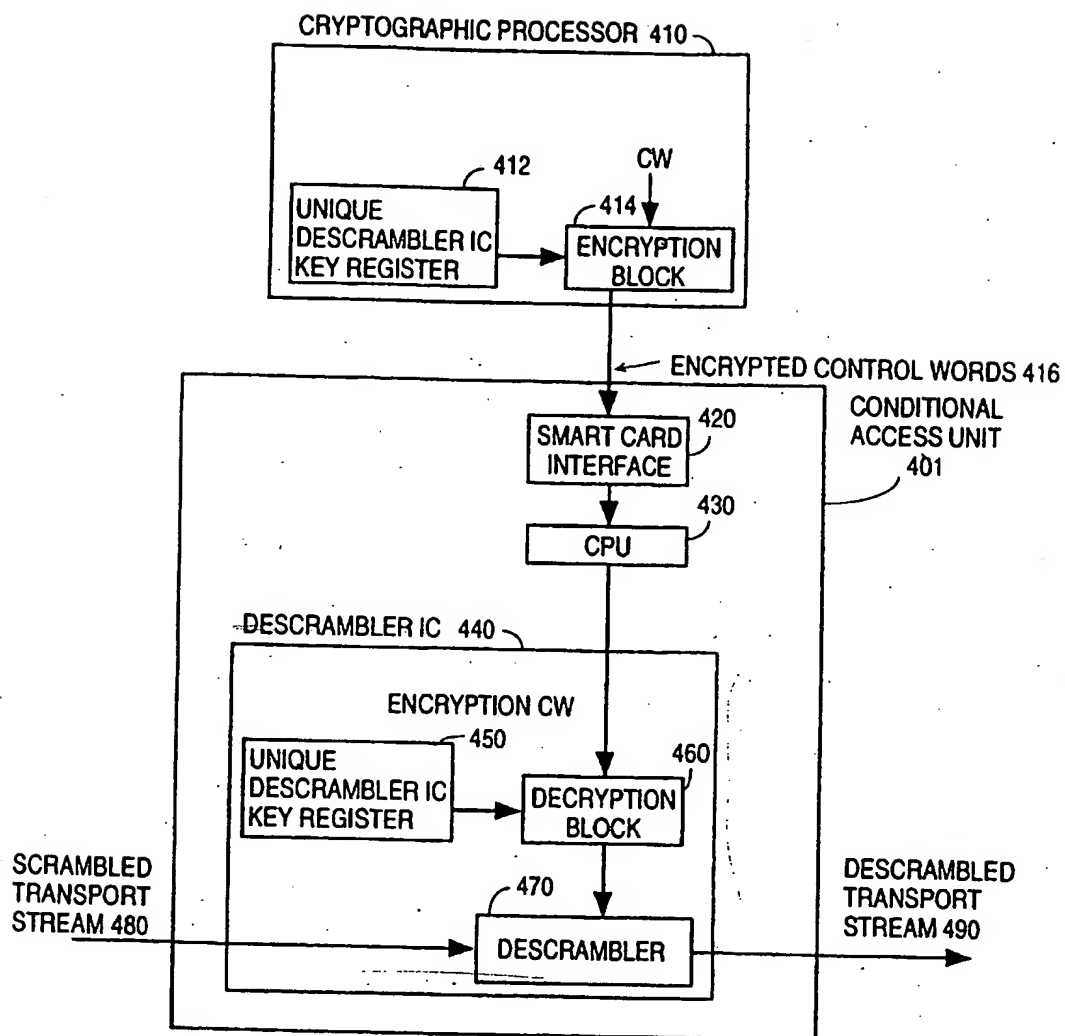 CRYPTOGRAPHIC PROCESSOR 410
412
CW
UNIQUE
DESCRAMBLER IC
KEY REGISTER
414
ENCRYPTION
BLOCK
ENCRYPTED CONTROL WORDS 416
CONDITIONAL
ACCESS UNIT
401
420
SMART CARD
INTERFACE
430
CPU
DESCRAMBLER IC 440
ENCRYPTION CW
450
UNIQUE
DESCRAMBLER IC
KEY REGISTER
460
DECRYPTION
BLOCK
SCRAMBLED
TRANSPORT
STREAM 480
470
DESCRAMBLER
DESCRAMBLED
TRANSPORT
STREAM 490